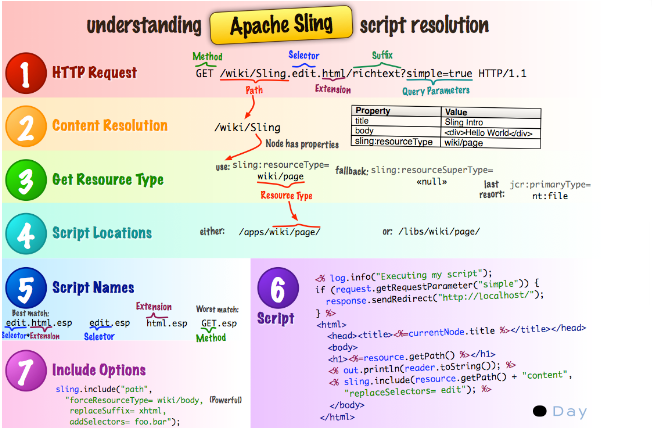 understanding Apache Sling script resolution
1 HTTP Request
Method Selector Suffix
GET /wiki/Sling.edit.html/richtext?simple=true HTTP/1.1
Path Extension Query Parameters
2 Content Resolution
/wiki/Sling
Node has properties
Property Value
title Sling Intro
body <div>Hello World</div>
sling:resourceType wiki/page
3 Get Resource Type
use: sling:resourceType=
wiki/page
Resource Type
fallback: sling:resourceSuperType=
«null»
last
resort:
jcr:primaryType=
nt:file
4 Script Locations
either: /apps/wiki/page/
or: /libs/wiki/page/
5 Script Names
Best match: Extension Worst match:
edit.html.esp edit.esp html.esp GET.esp
Selector+Extension Selector Method
6
Script
<% log.info("Executing my script");
if (request.getRequestParameter("simple")) {
response.sendRedirect("http://localhost/");
} %>
<html>
<head><title><%=currentNode.title %></title></head>
<body>
<h1><%=resource.getPath() %></h1>
<% out.println(reader.toString()); %>
<% sling.include(resource.getPath() + "content",
"replaceSelectors= edit"); %>
</body>
</html>
7 Include Options
sling.include("path",
"forceResourceType= wiki/body, (Powerful)
replaceSuffix= xhtml,
addSelectors= foo.bar");
Day